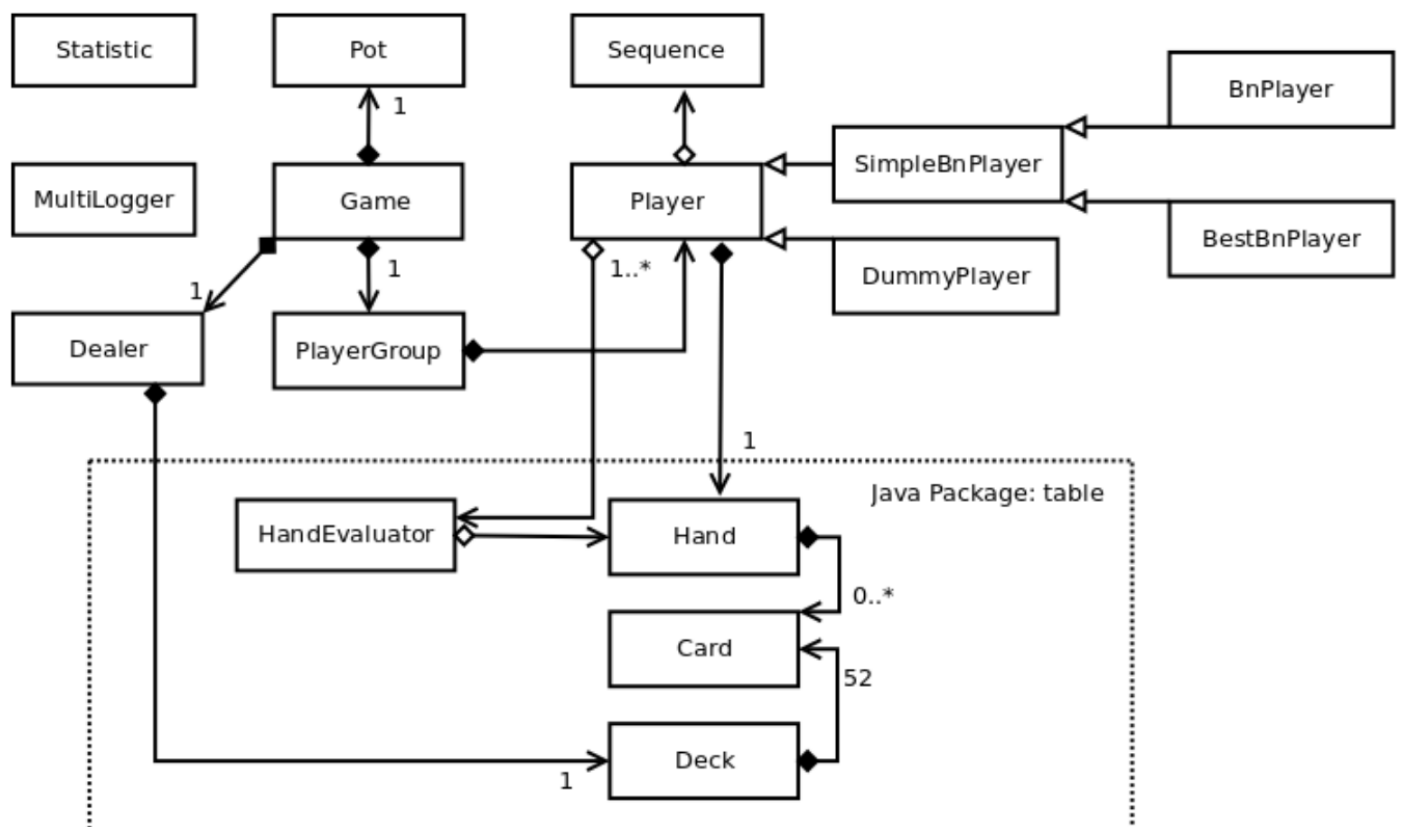 Statistic
Pot
Sequence
BnPlayer
1
SimpleBnPlayer
MultiLogger
Game
Player
BestBnPlayer
1
1..*
DummyPlayer
1
Dealer
PlayerGroup
1
Java Package: table
HandEvaluator
Hand
0..*
Card
52
Deck
1